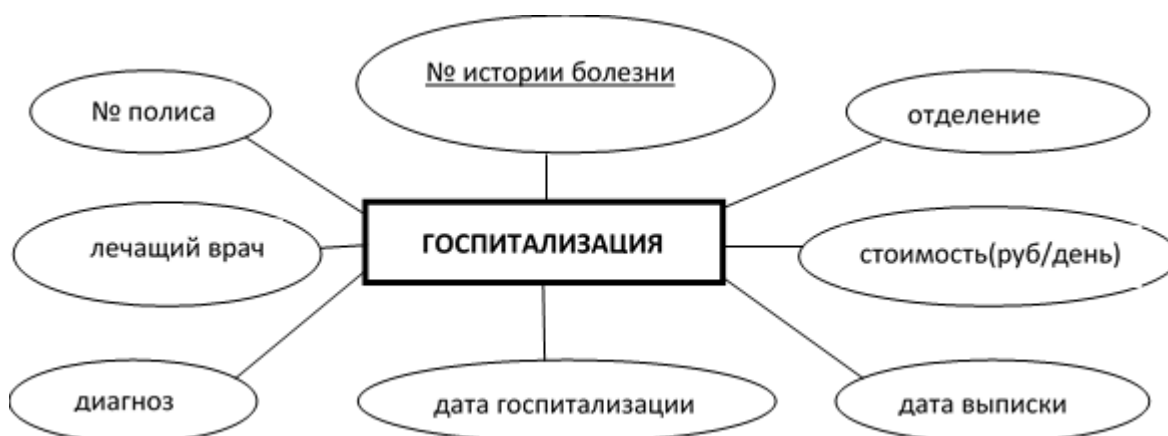 № истории болезни
№ полиса
отделение
лечащий врач
ГОСПИТАЛИЗАЦИЯ
стоимость(руб/день)
диагноз
дата госпитализации
дата выписки